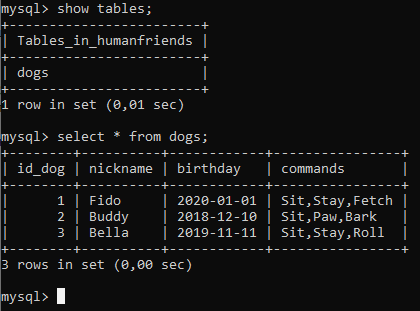 mysql> show tables;
+------------------------+
| Tables_in_humanfriends |
+------------------------+
| dogs                   |
+------------------------+
1 row in set (0,01 sec)
mysql> select * from dogs;
+--------+----------+------------+----------------+
| id_dog | nickname | birthday   | commands       |
+--------+----------+------------+----------------+
|      1 | Fido     | 2020-01-01 | Sit,Stay,Fetch |
|      2 | Buddy    | 2018-12-10 | Sit,Paw,Bark   |
|      3 | Bella    | 2019-11-11 | Sit,Stay,Roll  |
+--------+----------+------------+----------------+
3 rows in set (0,00 sec)
mysql>